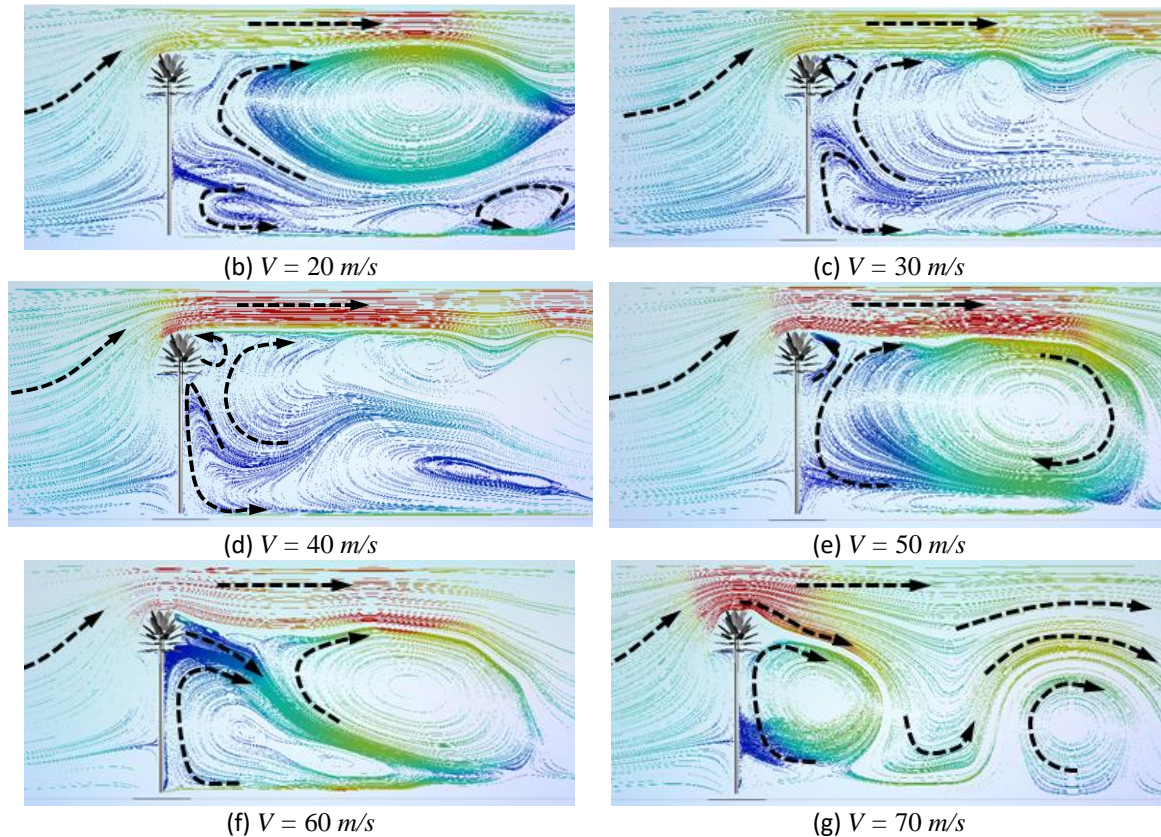 (b) V = 20 m/s
(c) V = 30 m/s
(d) V = 40 m/s
(e) V = 50 m/s
(f) V = 60 m/s
(g) V = 70 m/s